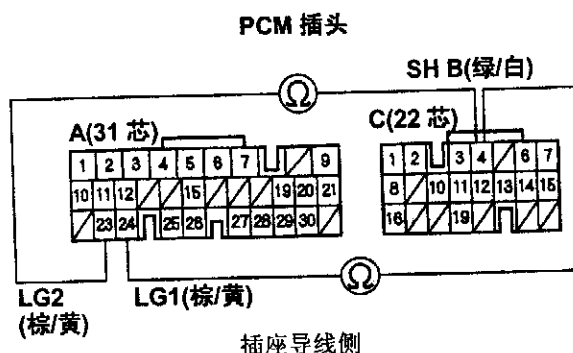 PCM 插头
SH B(绿/白)
Ω
A(31 芯)
C(22 芯)
1 2 3 4 5 6 7 9
10 11 12 15 19 20 21
23 24 25 26 27 28 29 30
1 2 3 4 6 7
8 10 11 12 13 14 15
16 19
LG2
(棕/黄)
LG1(棕/黄)
Ω
插座导线侧